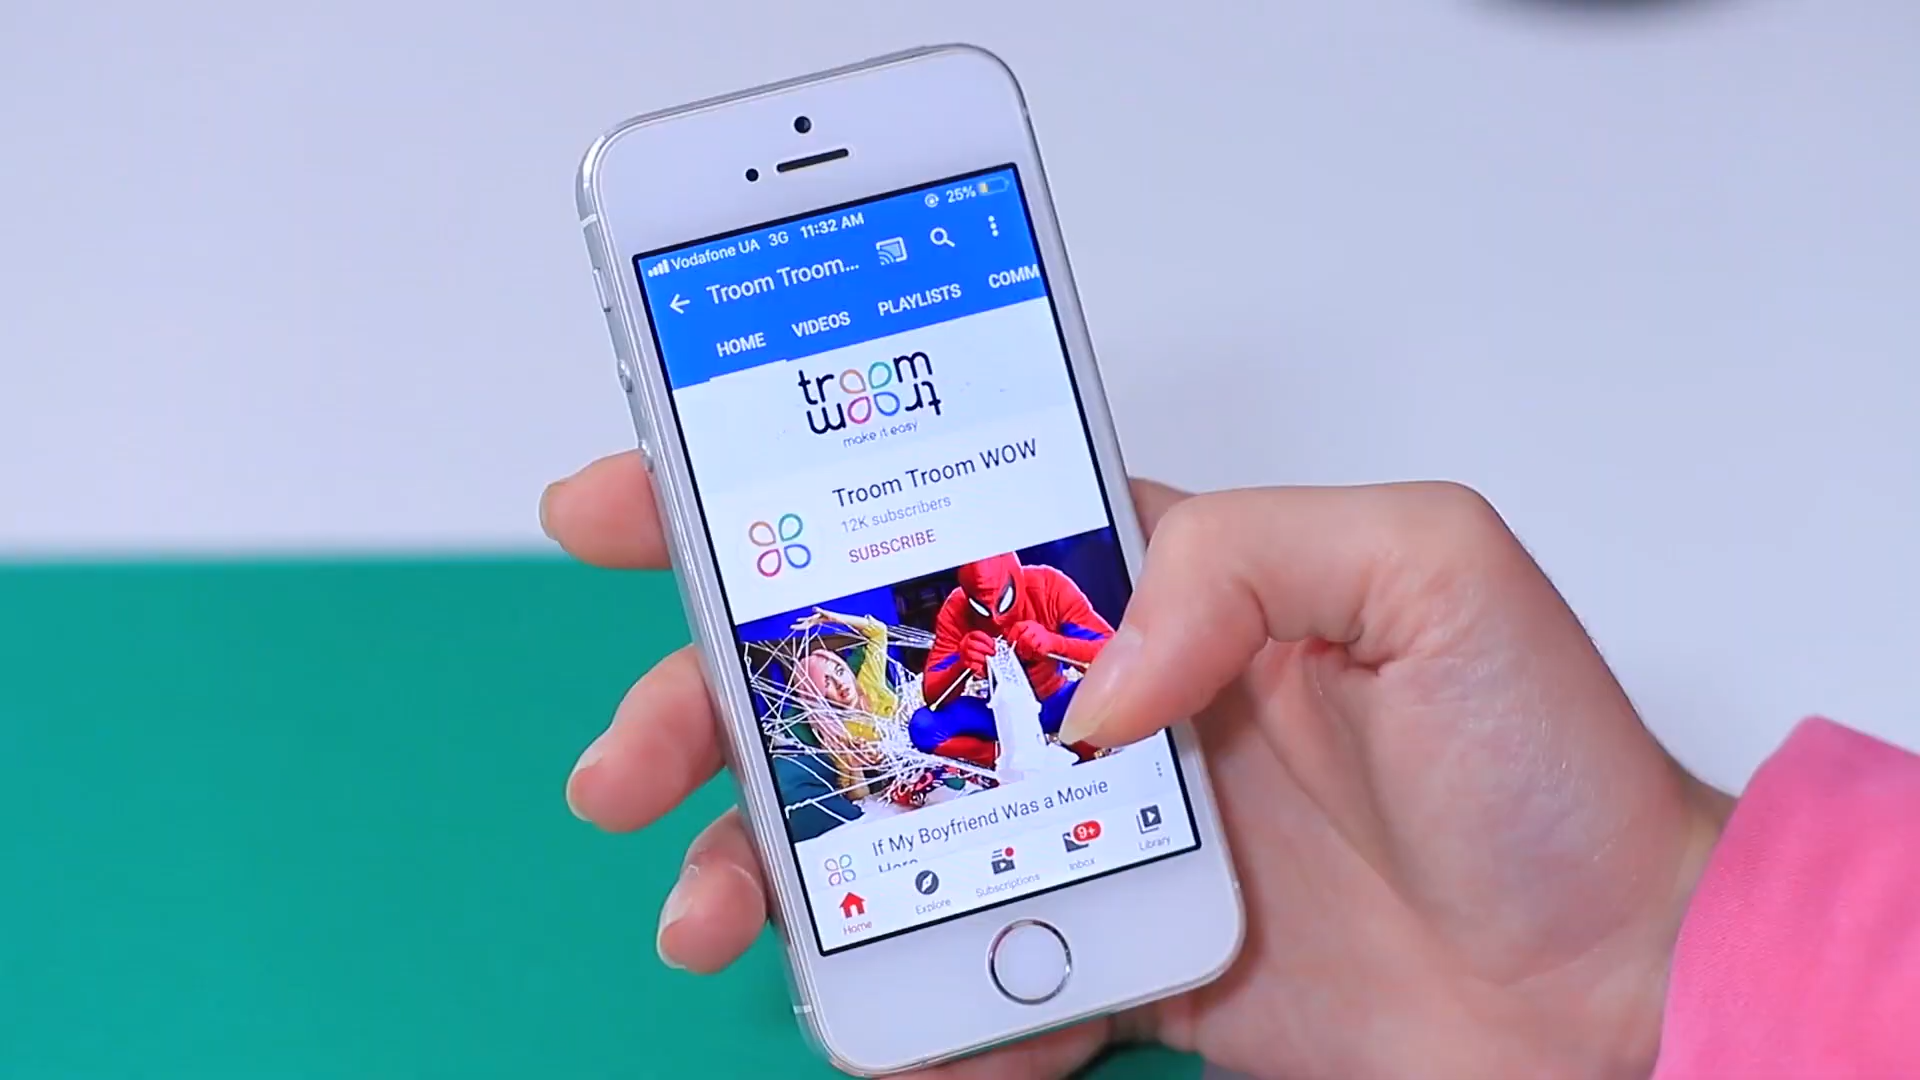 Vodafone UA 3G 11:32 AM 25%
Troom Troom...
HOME VIDEOS PLAYLISTS COMM
troom
troom
make it easy
Troom Troom WOW
12K subscribers
SUBSCRIBE
If My Boyfriend Was a Movie
Hero
9+
Home Explore Subscriptions Inbox Library